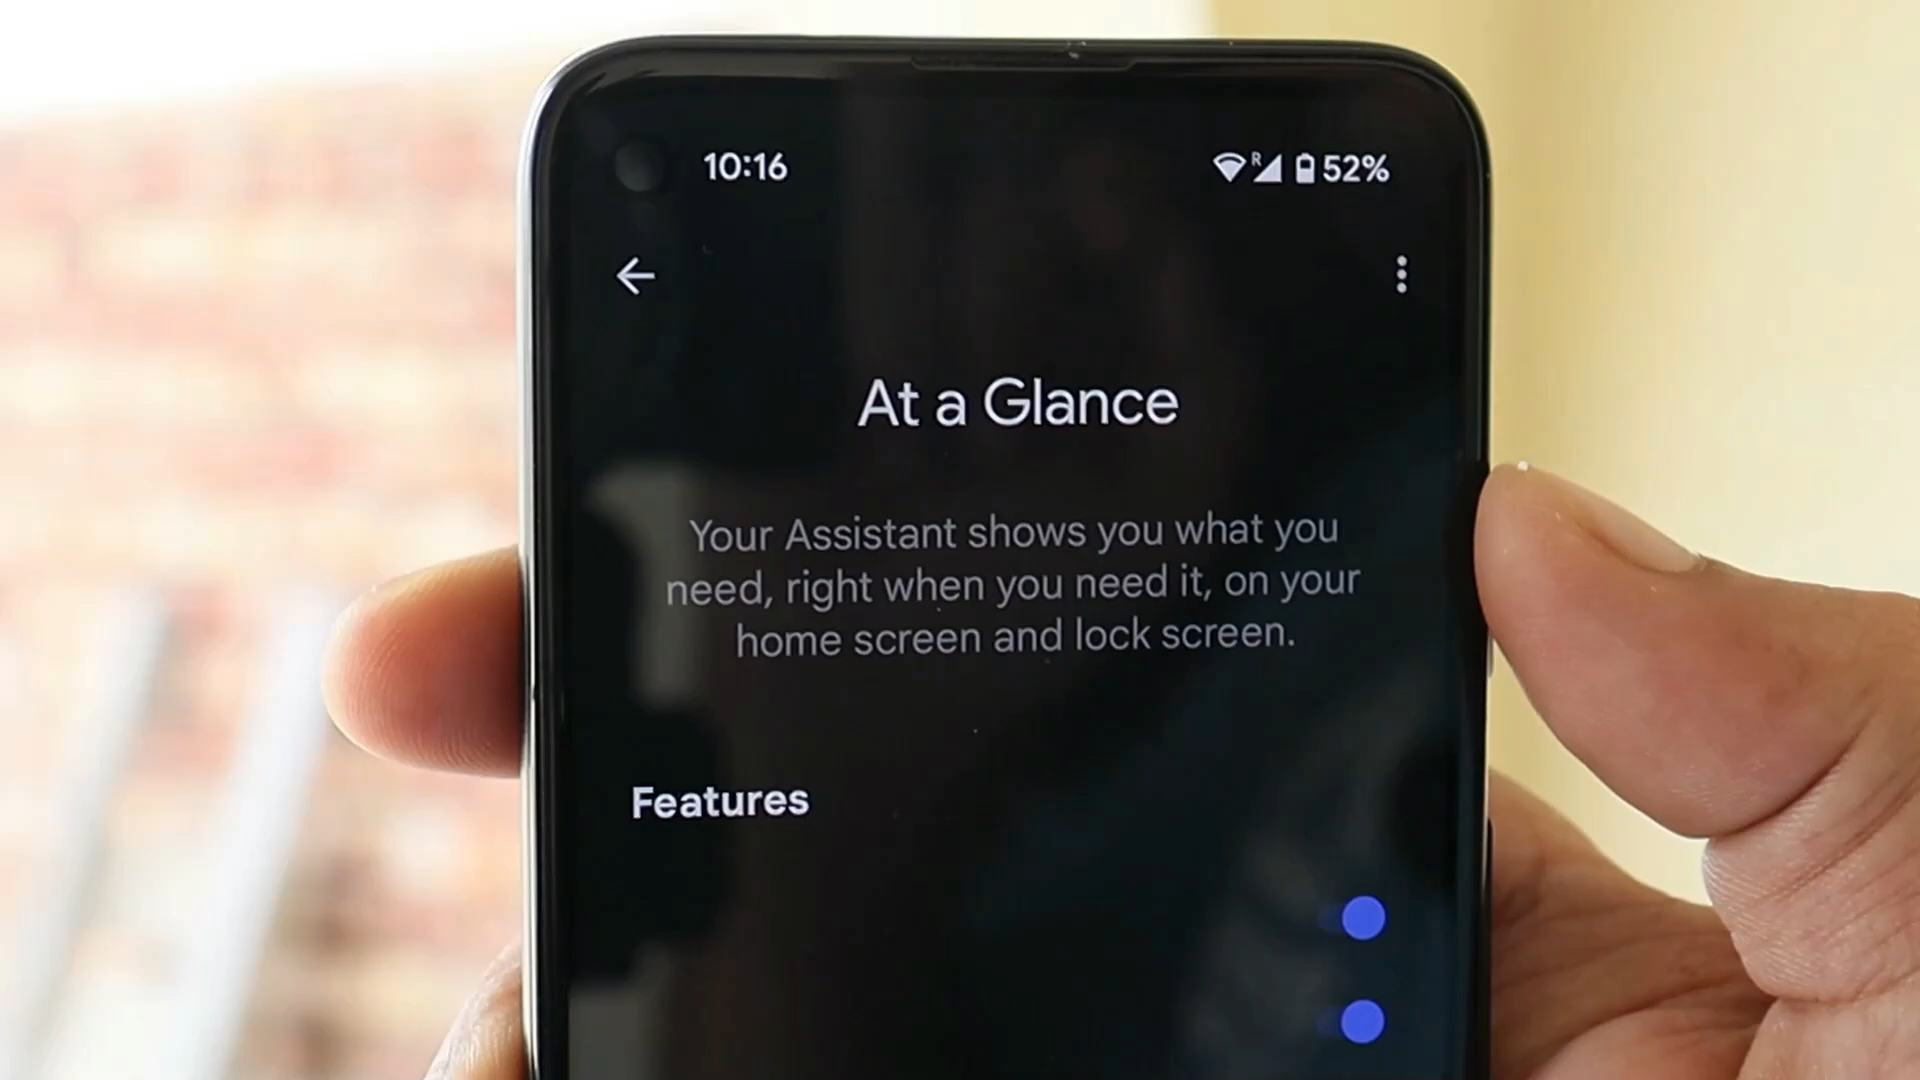 10:16
R 52%
At a Glance
Your Assistant shows you what you
need, right when you need it, on your
home screen and lock screen.
Features